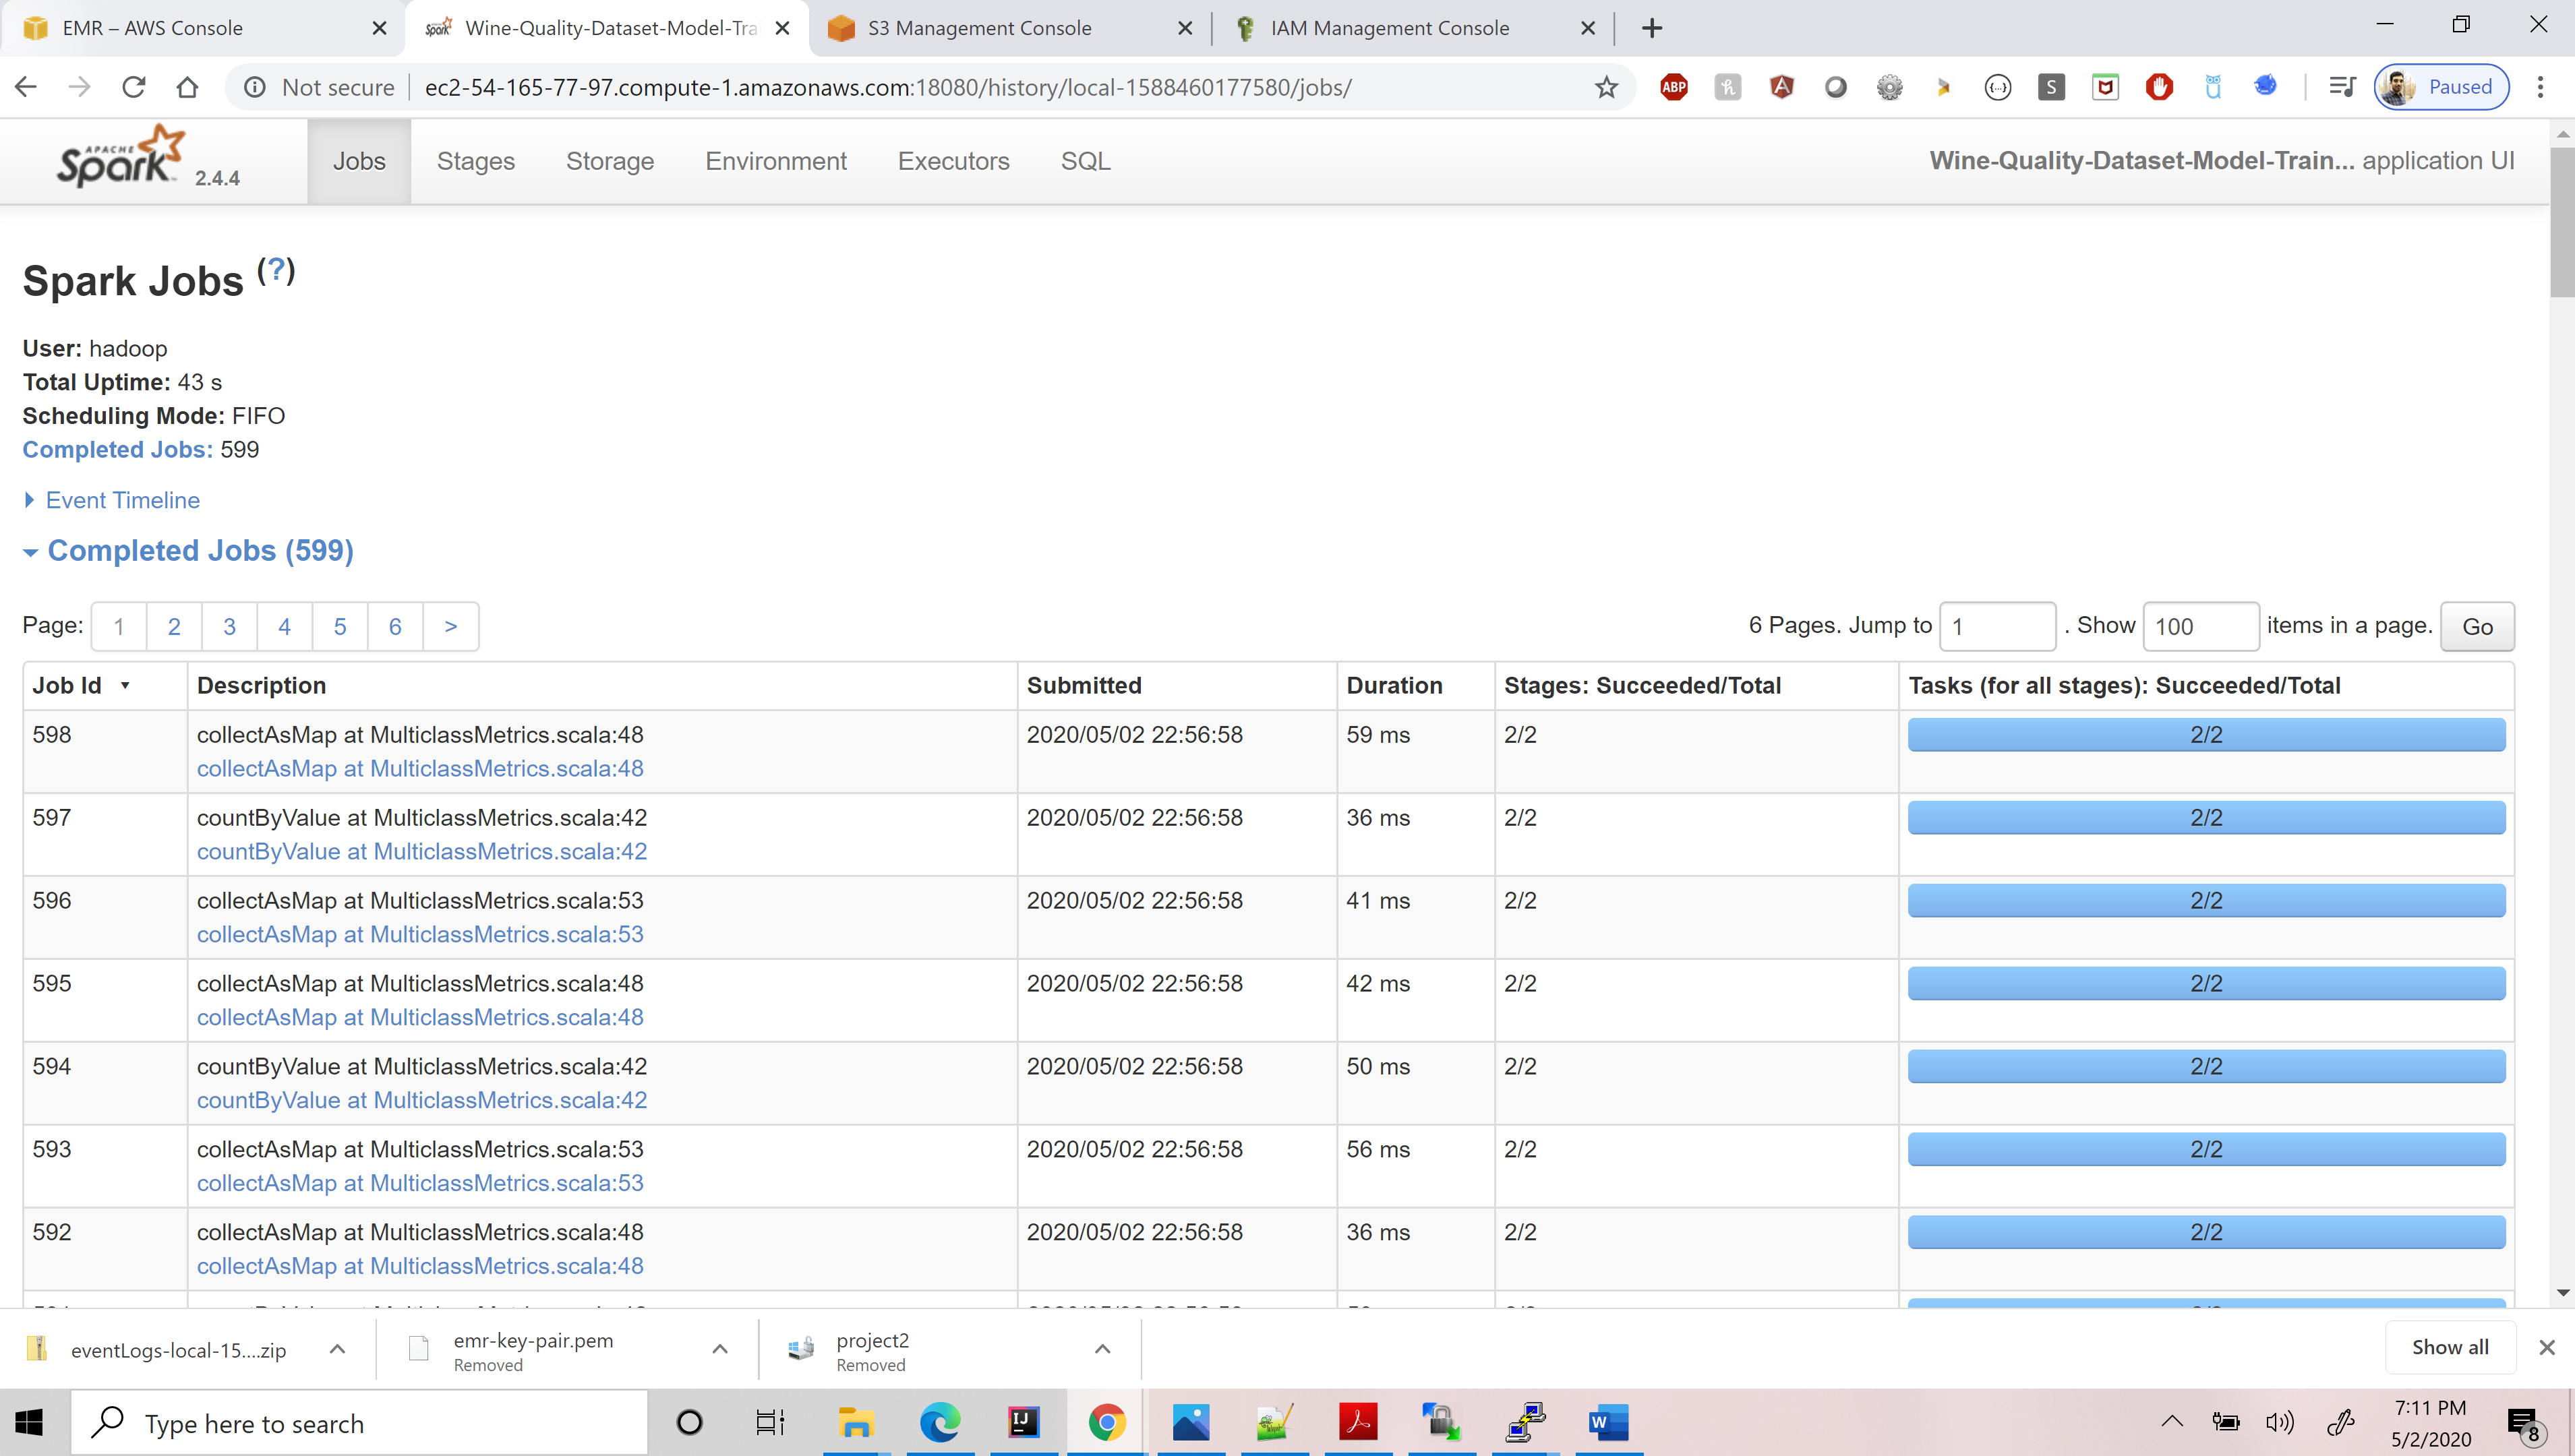 EMR – AWS Console
Wine-Quality-Dataset-Model-Tra
S3 Management Console
IAM Management Console
Not secure
ec2-54-165-77-97.compute-1.amazonaws.com:18080/history/local-1588460177580/jobs/
ABP
S
Paused
APACHE
Spark 2.4.4
Jobs
Stages
Storage
Environment
Executors
SQL
Wine-Quality-Dataset-Model-Train... application UI
Spark Jobs (?)
User: hadoop
Total Uptime: 43 s
Scheduling Mode: FIFO
Completed Jobs: 599
Event Timeline
Completed Jobs (599)
Page: 1 2 3 4 5 6 >
6 Pages. Jump to 1 . Show 100 items in a page. Go
Job Id ▾ Description Submitted Duration Stages: Succeeded/Total Tasks (for all stages): Succeeded/Total
598 collectAsMap at MulticlassMetrics.scala:48 2020/05/02 22:56:58 59 ms 2/2 2/2
collectAsMap at MulticlassMetrics.scala:48
597 countByValue at MulticlassMetrics.scala:42 2020/05/02 22:56:58 36 ms 2/2 2/2
countByValue at MulticlassMetrics.scala:42
596 collectAsMap at MulticlassMetrics.scala:53 2020/05/02 22:56:58 41 ms 2/2 2/2
collectAsMap at MulticlassMetrics.scala:53
595 collectAsMap at MulticlassMetrics.scala:48 2020/05/02 22:56:58 42 ms 2/2 2/2
collectAsMap at MulticlassMetrics.scala:48
594 countByValue at MulticlassMetrics.scala:42 2020/05/02 22:56:58 50 ms 2/2 2/2
countByValue at MulticlassMetrics.scala:42
593 collectAsMap at MulticlassMetrics.scala:53 2020/05/02 22:56:58 56 ms 2/2 2/2
collectAsMap at MulticlassMetrics.scala:53
592 collectAsMap at MulticlassMetrics.scala:48 2020/05/02 22:56:58 36 ms 2/2 2/2
collectAsMap at MulticlassMetrics.scala:48
eventLogs-local-15....zip
emr-key-pair.pem
Removed
project2
Removed
Show all
Type here to search
7:11 PM
5/2/2020
8